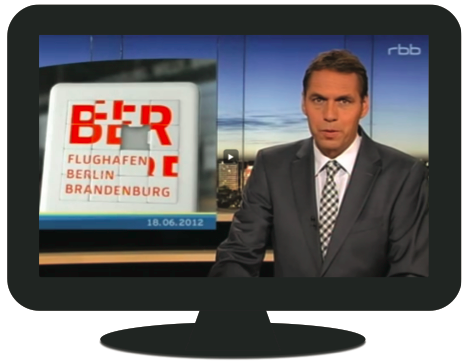 rbb
BER
FLUGHAFEN
BERLIN
BRANDENBURG
18.06.2012